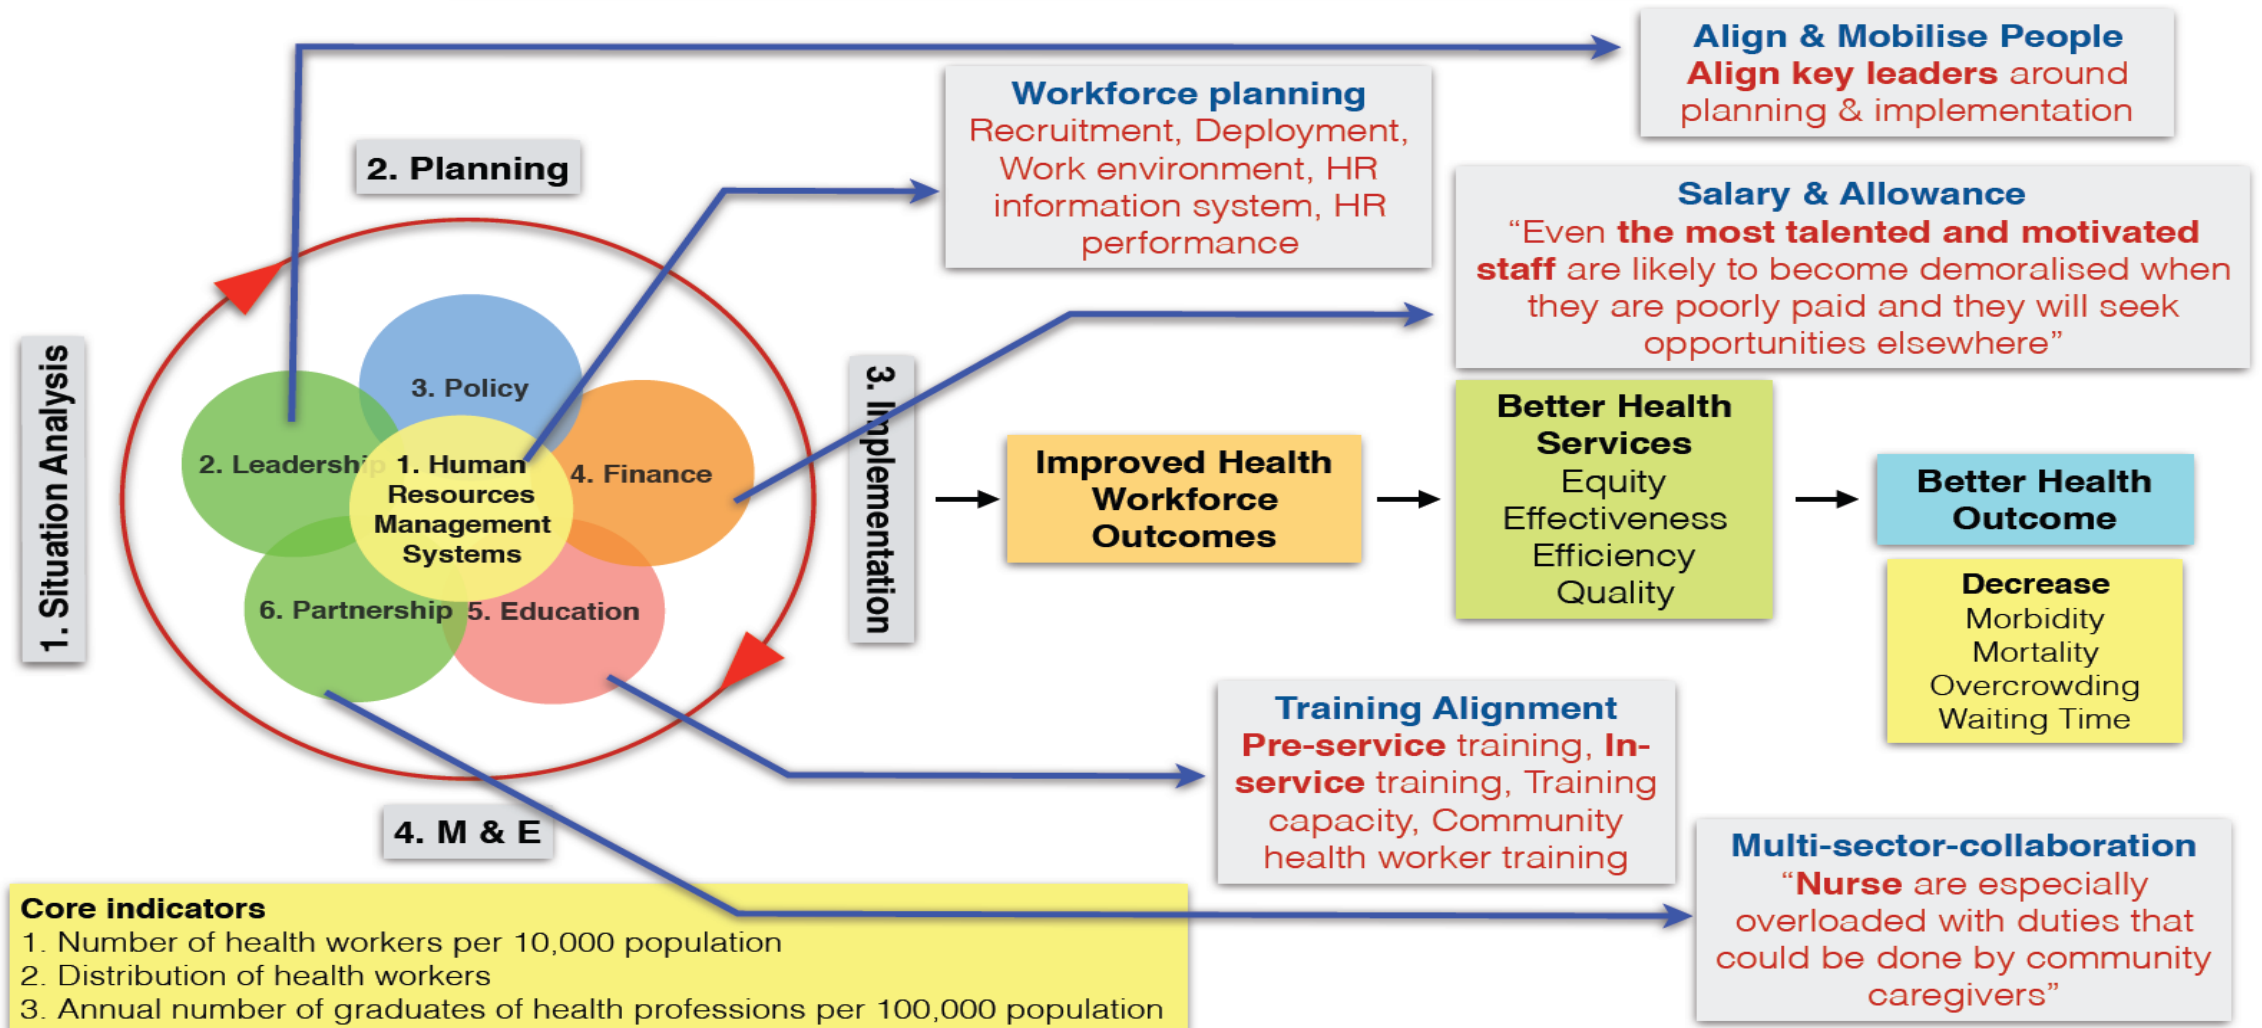 Align & Mobilise People
Align key leaders around
planning & implementation
Workforce planning
Recruitment, Deployment,
Work environment, HR
information system, HR
performance
2. Planning
Salary & Allowance
“Even the most talented and motivated
staff are likely to become demoralised when
they are poorly paid and they will seek
opportunities elsewhere”
1. Situation Analysis
3. Policy
2. Leadership
1. Human
Resources
Management
Systems
4. Finance
6. Partnership
5. Education
3. Implementation
Improved Health
Workforce
Outcomes
Better Health
Services
Equity
Effectiveness
Efficiency
Quality
Better Health
Outcome
Decrease
Morbidity
Mortality
Overcrowding
Waiting Time
Training Alignment
Pre-service training, In-
service training, Training
capacity, Community
health worker training
4. M & E
Multi-sector-collaboration
“Nurse are especially
overloaded with duties that
could be done by community
caregivers”
Core indicators
1. Number of health workers per 10,000 population
2. Distribution of health workers
3. Annual number of graduates of health professions per 100,000 population